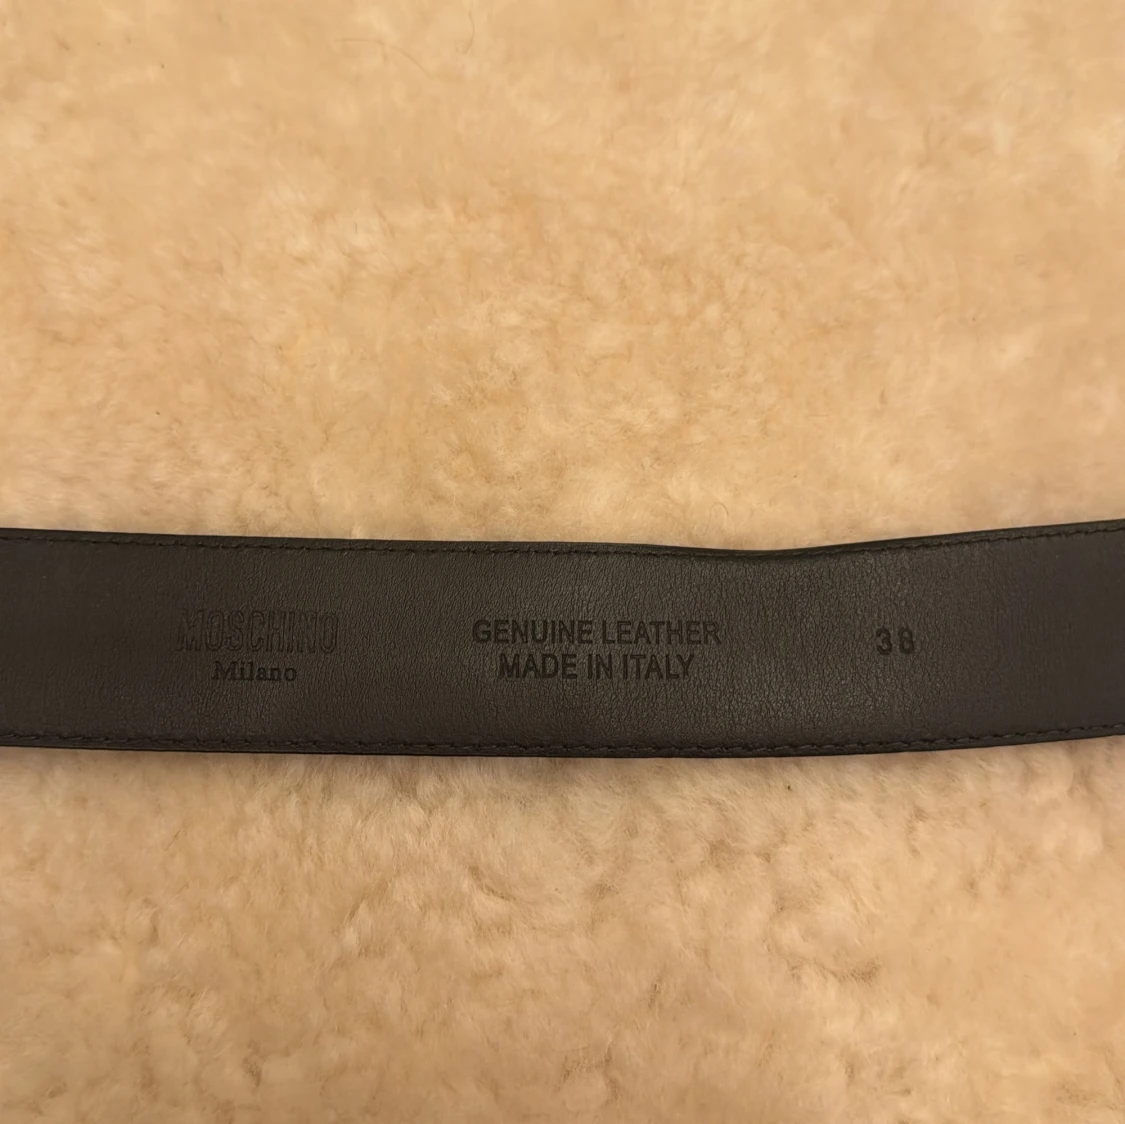 MOSCHINO
Milano
GENUINE LEATHER
MADE IN ITALY
38